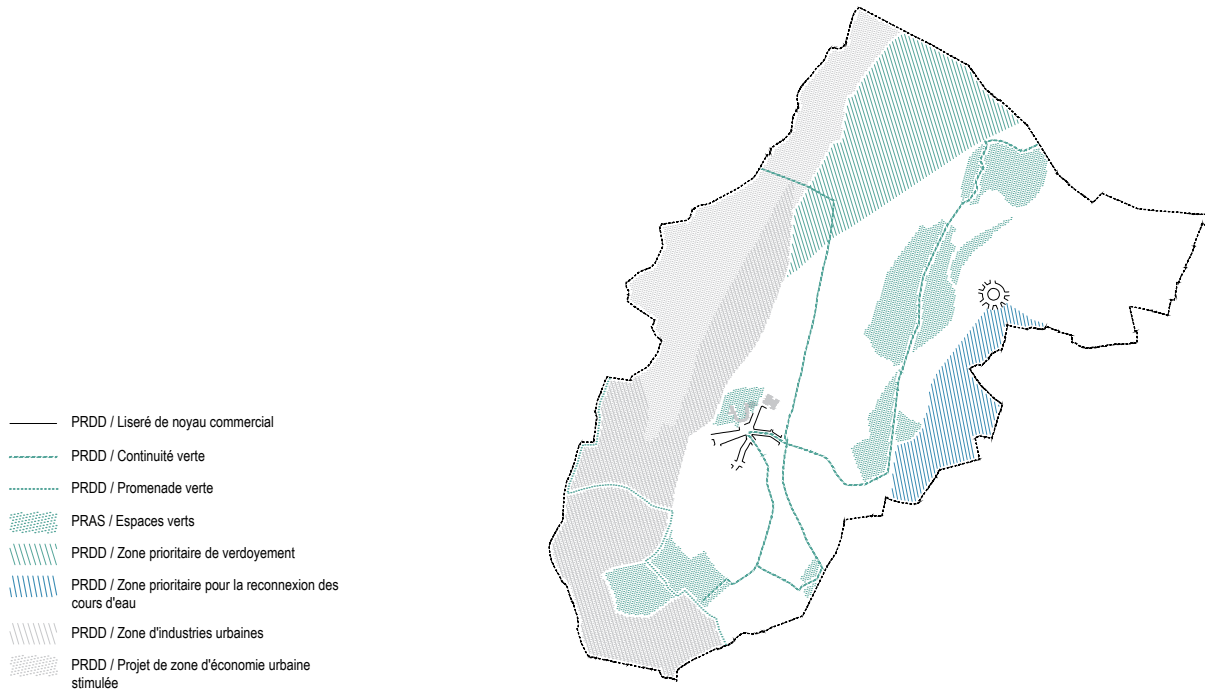 PRDD / Liseré de noyau commercial
PRDD / Continuité verte
PRDD / Promenade verte
PRAS / Espaces verts
PRDD / Zone prioritaire de verdoyement
PRDD / Zone prioritaire pour la reconnexion des
cours d'eau
PRDD / Zone d'industries urbaines
PRDD / Projet de zone d'économie urbaine
stimulée